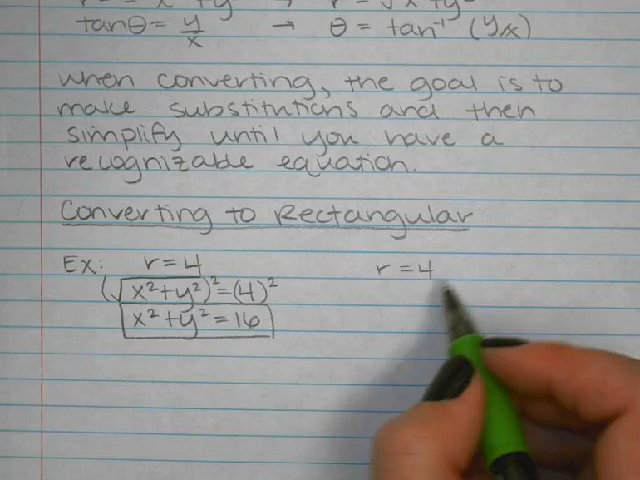 tanθ = y/x → θ = tan⁻¹ (y/x)
when converting, the goal is to
make substitutions and then
simplify until you have a
recognizable equation.
Converting to Rectangular
Ex: r = 4 r = 4
(√x² + y²)² = (4)²
x² + y² = 16